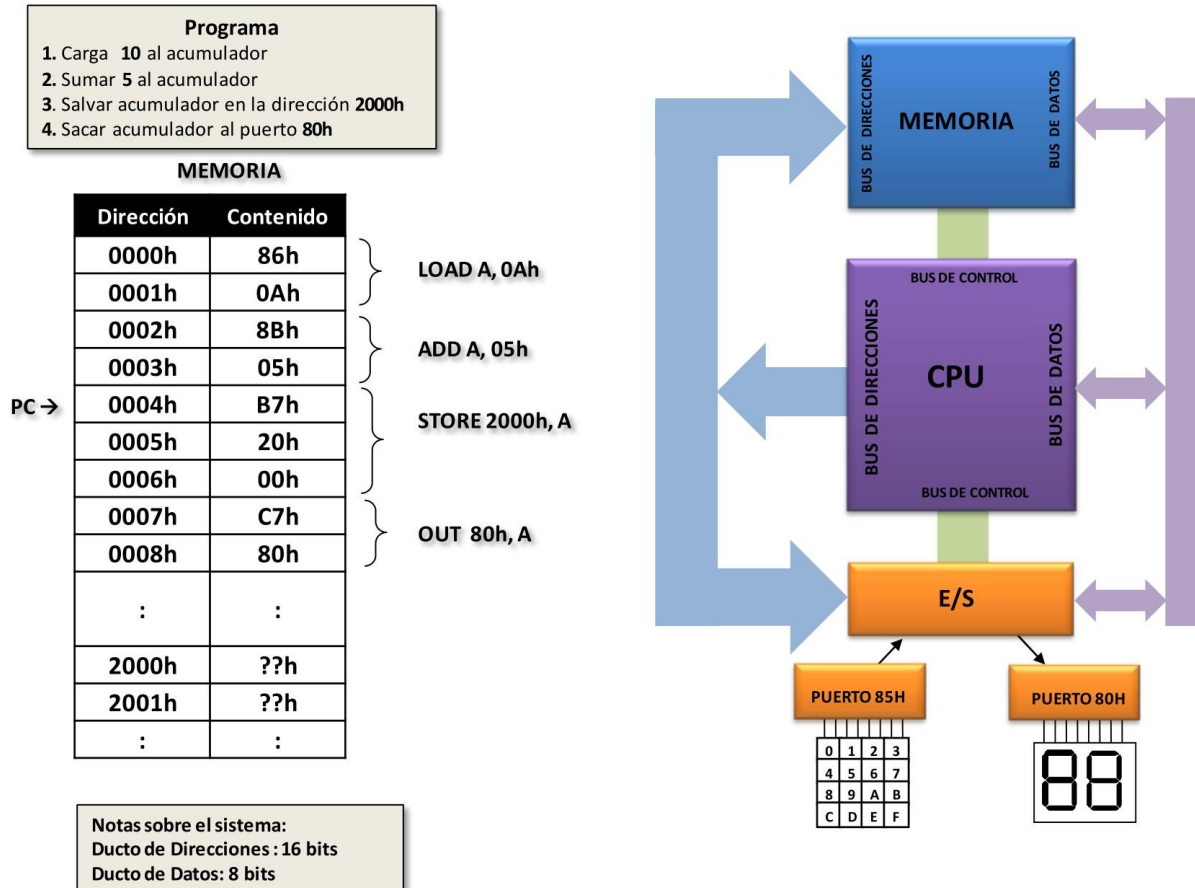 Programa
1. Carga 10 al acumulador
2. Sumar 5 al acumulador
3. Salvar acumulador en la dirección 2000h
4. Sacar acumulador al puerto 80h
MEMORIA
Dirección Contenido
0000h 86h
0001h 0Ah
LOAD A, 0Ah
0002h 8Bh
0003h 05h
ADD A, 05h
PC →
0004h B7h
0005h 20h
0006h 00h
STORE 2000h, A
0007h C7h
0008h 80h
OUT 80h, A
: :
2000h ??h
2001h ??h
: :
Notas sobre el sistema:
Ducto de Direcciones : 16 bits
Ducto de Datos: 8 bits
BUS DE DIRECCIONES
MEMORIA
BUS DE DATOS
BUS DE CONTROL
BUS DE DIRECCIONES
CPU
BUS DE DATOS
BUS DE CONTROL
E/S
PUERTO 85H
PUERTO 80H
0 1 2 3
4 5 6 7
8 9 A B
C D E F
88